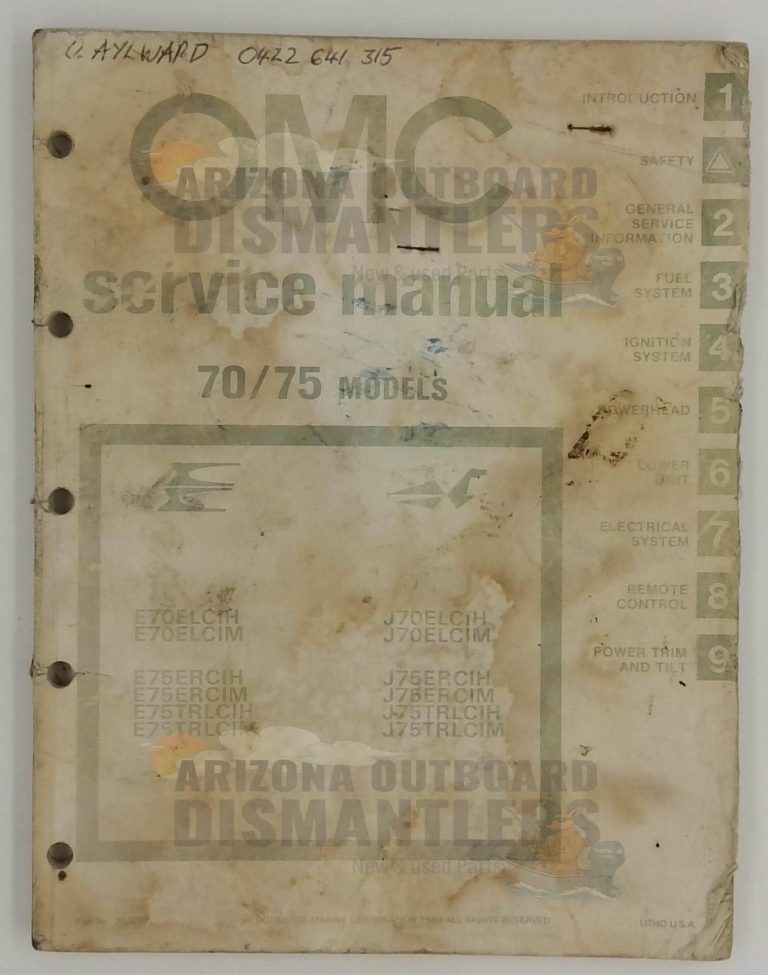 O. AYLWARD 0422 641 315
OMC
service manual
70/75 MODELS
E70ELCIH
E70ELCIM
E75ERCIH
E75ERCIM
E75TRLCIH
E75TRLCIM
J70ELCIH
J70ELCIM
J75ERCIH
J75ERCIM
J75TRLCIH
J75TRLCIM
INTRODUCTION 1
SAFETY
GENERAL
SERVICE 2
INFORMATION
FUEL 3
SYSTEM
IGNITION 4
SYSTEM
POWERHEAD 5
LOWER 6
UNIT
ELECTRICAL 7
SYSTEM
REMOTE 8
CONTROL
POWER TRIM 9
AND TILT
ARIZONA OUTBOARD
DISMANTLERS
New & used Parts
ARIZONA OUTBOARD
DISMANTLERS
New & used Parts
OUTBOARD MARINE CORPORATION 1980 ALL RIGHTS RESERVED
LITHO U.S.A.